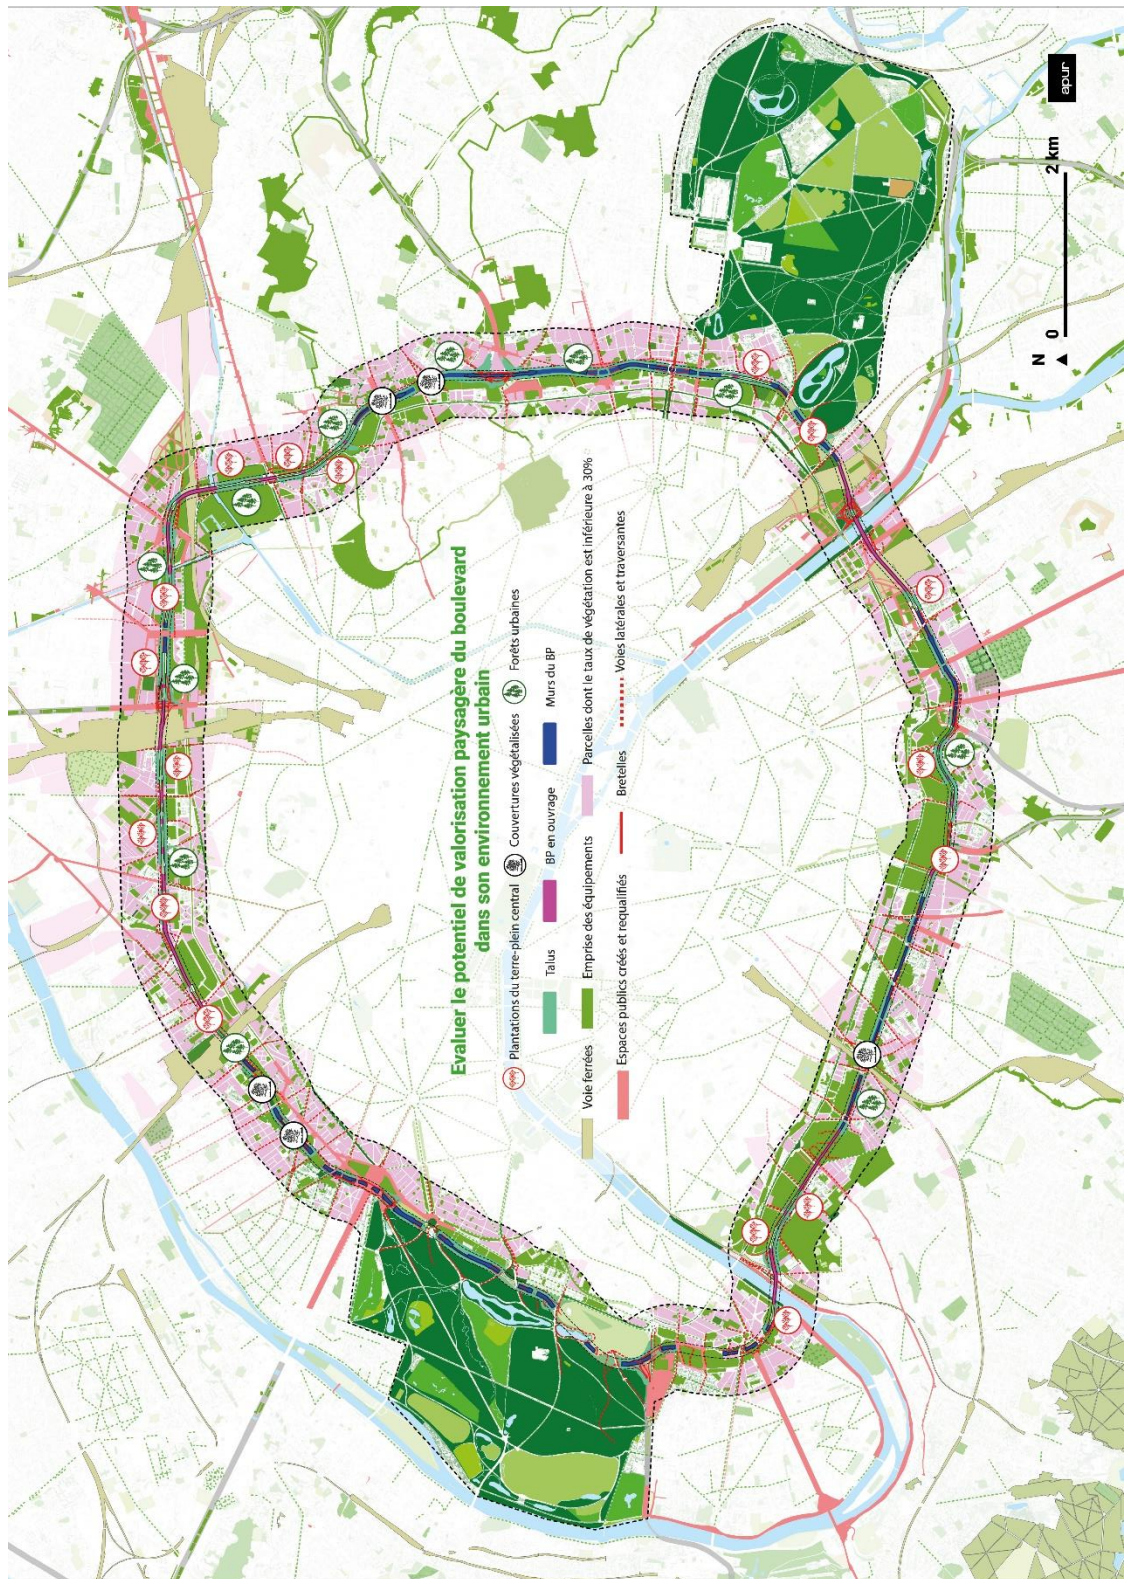 Evaluer le potentiel de valorisation paysagère du boulevard
dans son environnement urbain
Plantations du terre-plein central
Couvertures végétalisées
Forêts urbaines
Talus
BP en ouvrage
Murs du BP
Voie ferrées
Emprise des équipements
Parcelles dont le taux de végétation est inférieure à 30%
Espaces publics créés et requalifiés
Bretelles
Voies latérales et traversantes
N
0
2 km
apur